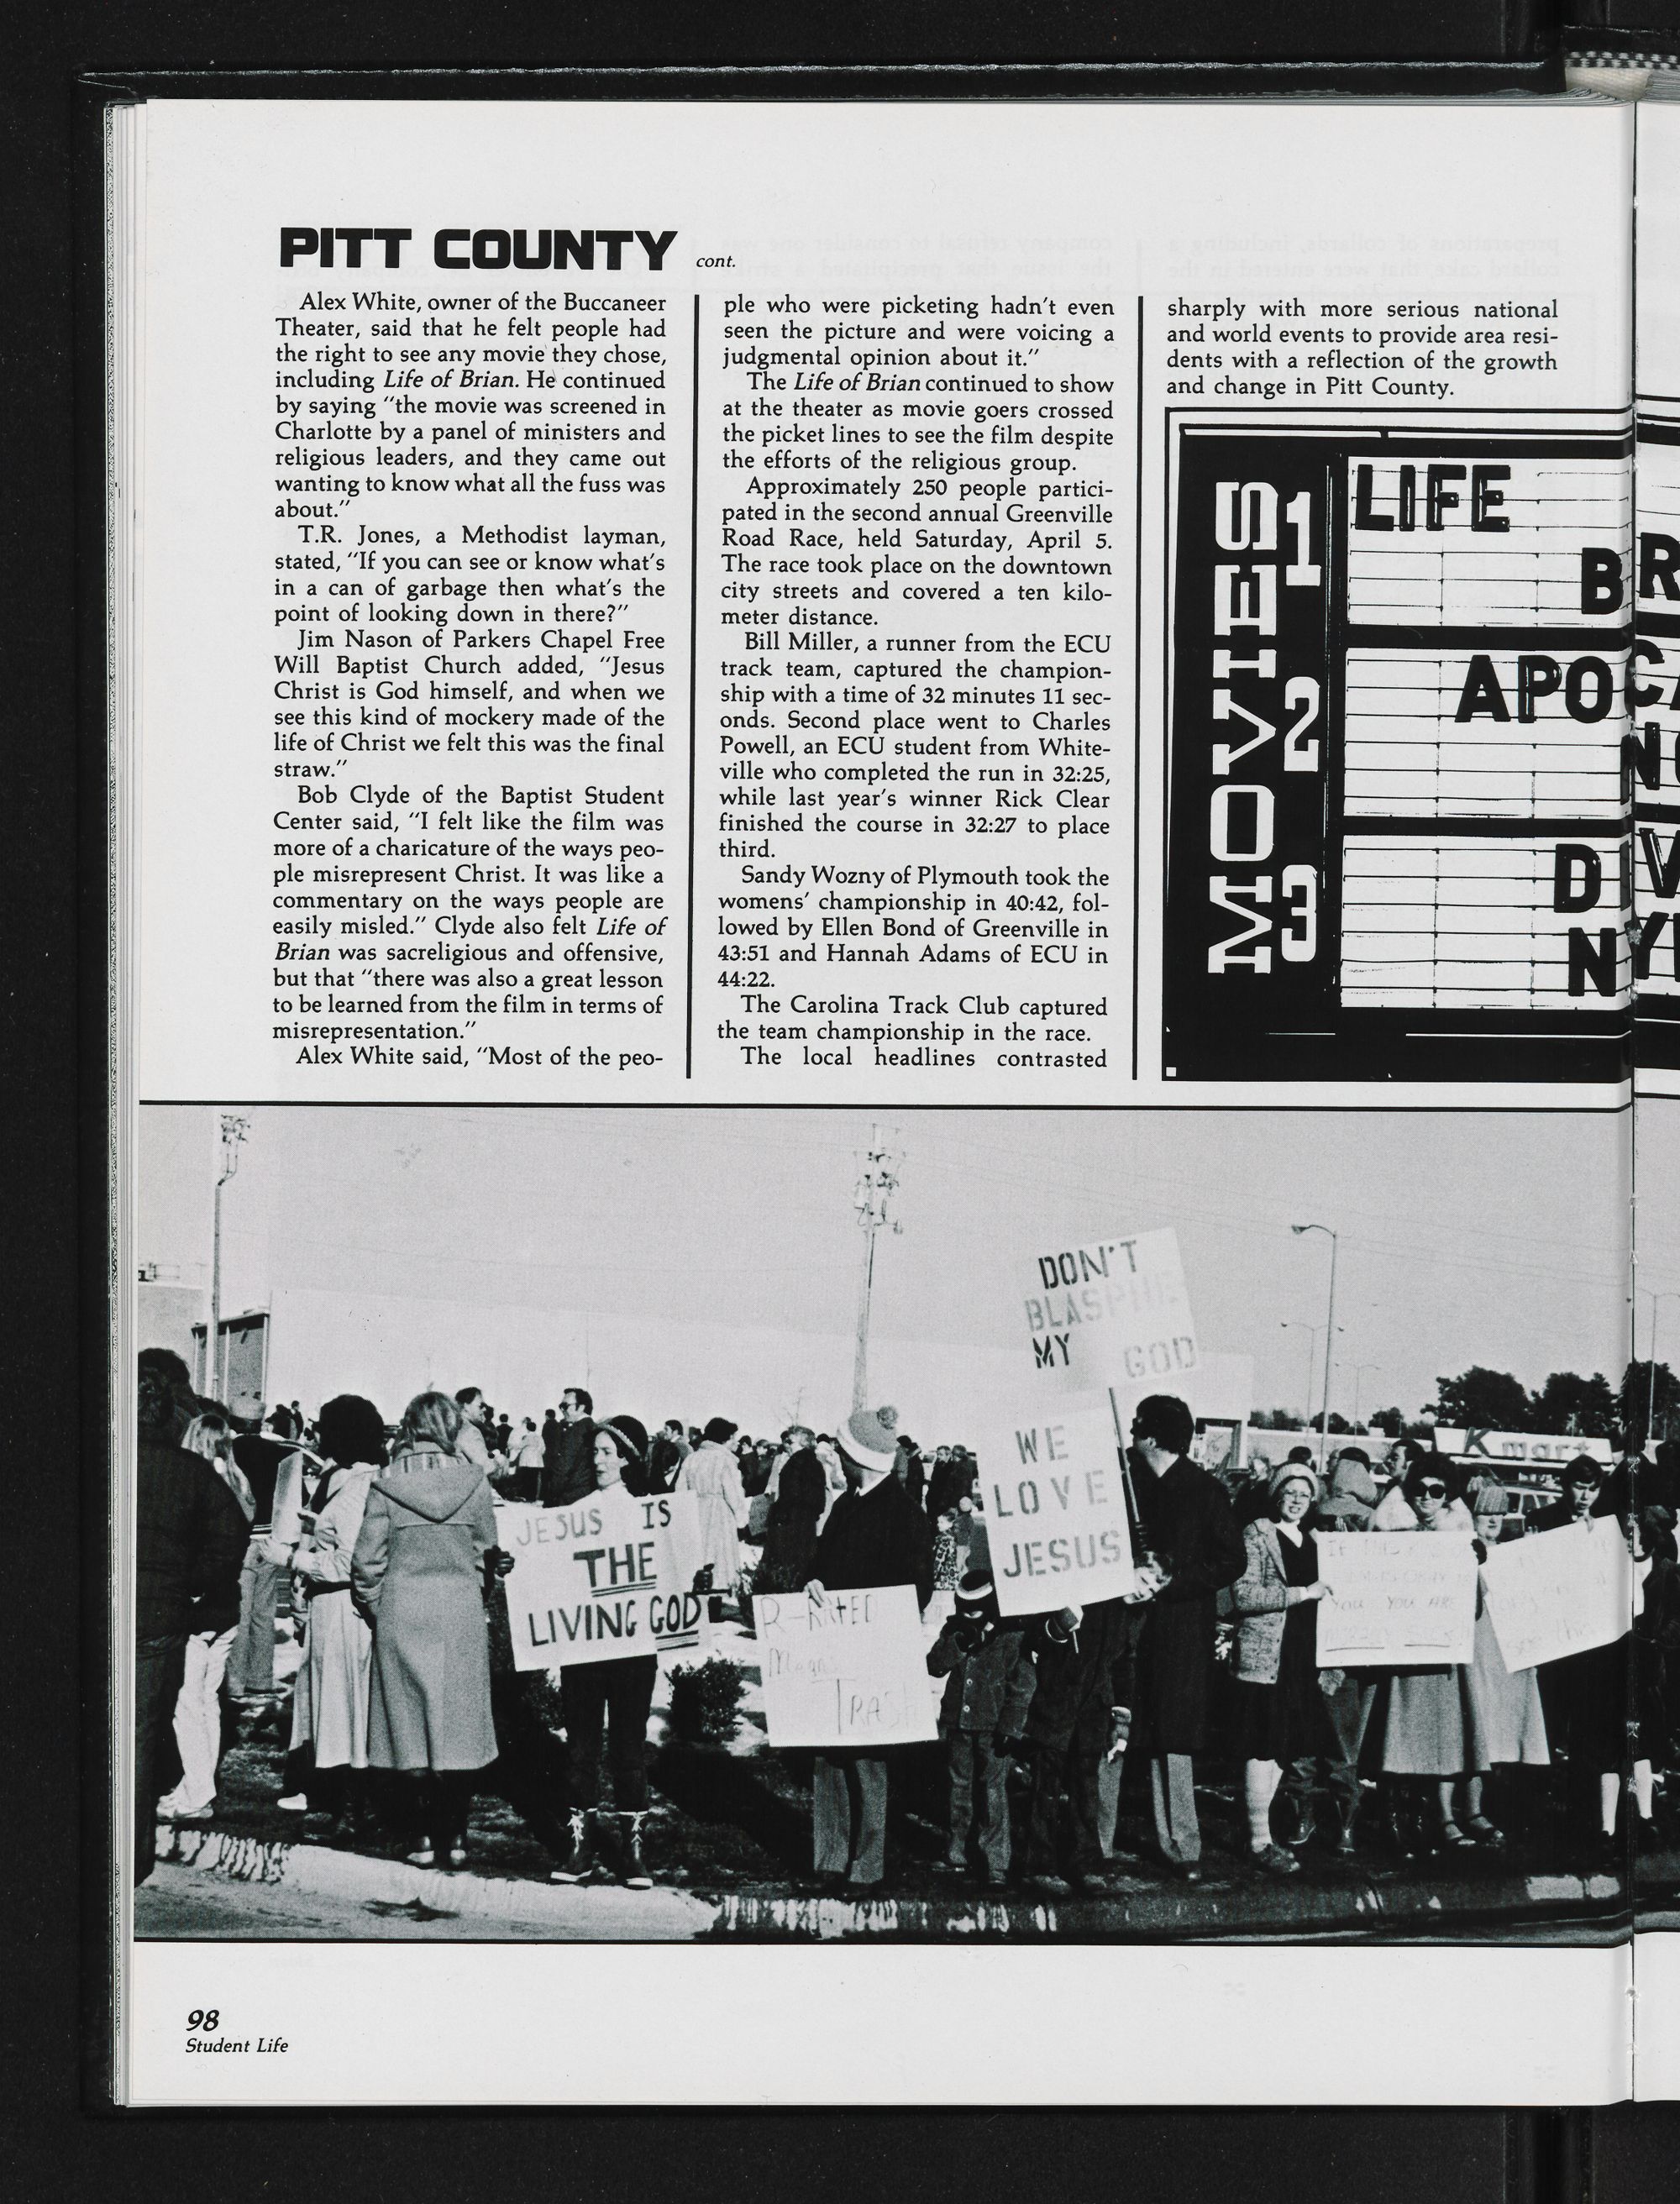 PITT COUNTY cont.
Alex White, owner of the Buccaneer
Theater, said that he felt people had
the right to see any movie they chose,
including Life of Brian. He continued
by saying “the movie was screened in
Charlotte by a panel of ministers and
religious leaders, and they came out
wanting to know what all the fuss was
about.”
T.R. Jones, a Methodist layman,
stated, “If you can see or know what’s
in a can of garbage then what’s the
point of looking down in there?”
Jim Nason of Parkers Chapel Free
Will Baptist Church added, “Jesus
Christ is God himself, and when we
see this kind of mockery made of the
life of Christ we felt this was the final
straw.”
Bob Clyde of the Baptist Student
Center said, “I felt like the film was
more of a charicature of the ways peo-
ple misrepresent Christ. It was like a
commentary on the ways people are
easily misled.” Clyde also felt Life of
Brian was sacreligious and offensive,
but that “there was also a great lesson
to be learned from the film in terms of
misrepresentation.”
Alex White said, “Most of the peo-
ple who were picketing hadn’t even
seen the picture and were voicing a
judgmental opinion about it.”
The Life of Brian continued to show
at the theater as movie goers crossed
the picket lines to see the film despite
the efforts of the religious group.
Approximately 250 people partici-
pated in the second annual Greenville
Road Race, held Saturday, April 5.
The race took place on the downtown
city streets and covered a ten kilo-
meter distance.
Bill Miller, a runner from the ECU
track team, captured the champion-
ship with a time of 32 minutes 11 sec-
onds. Second place went to Charles
Powell, an ECU student from White-
ville who completed the run in 32:25,
while last year’s winner Rick Clear
finished the course in 32:27 to place
third.
Sandy Wozny of Plymouth took the
womens’ championship in 40:42, fol-
lowed by Ellen Bond of Greenville in
43:51 and Hannah Adams of ECU in
44:22.
The Carolina Track Club captured
the team championship in the race.
The local headlines contrasted
sharply with more serious national
and world events to provide area resi-
dents with a reflection of the growth
and change in Pitt County.
MOVIES
1
LIFE
BR
2
APOCA
NO
3
DIV
NY
DON'T
BLASPHEME
MY GOD
WE
LOVE
JESUS
JESUS IS
THE
LIVING GOD
R-RATED
TRASH
K mart
YOU ARE
98
Student Life